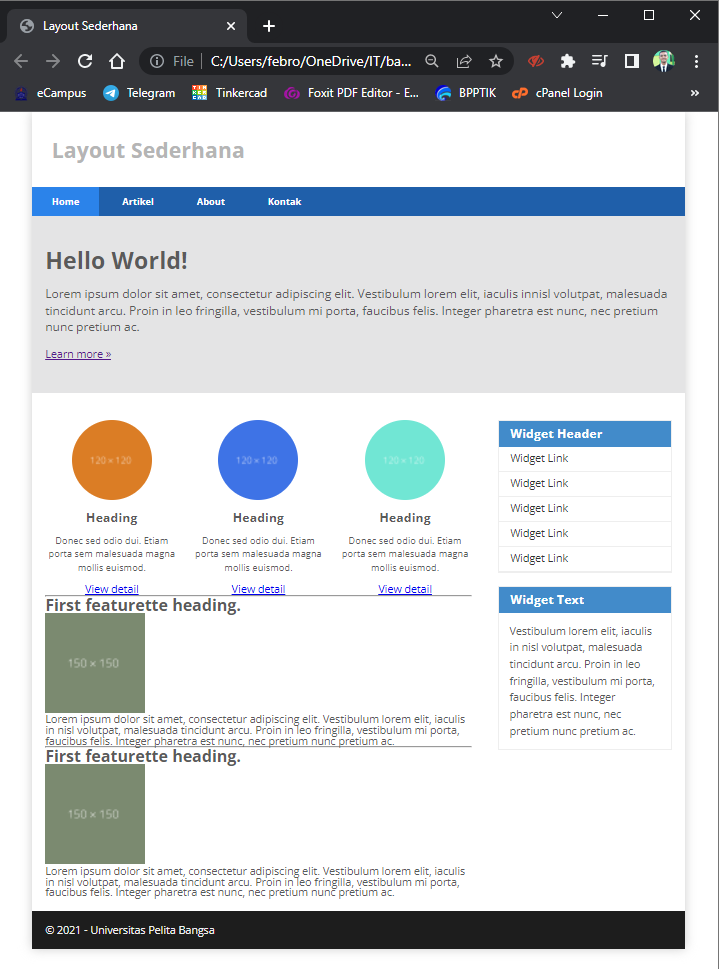 Layout Sederhana
File
C:/Users/febro/OneDrive/IT/ba...
eCampus
Telegram
TIN KER CAD
Tinkercad
Foxit PDF Editor - E...
BPPTIK
cPanel Login
»
Layout Sederhana
Home Artikel About Kontak
Hello World!
Lorem ipsum dolor sit amet, consectetur adipiscing elit. Vestibulum lorem elit, iaculis innisl volutpat, malesuada
tincidunt arcu. Proin in leo fringilla, vestibulum mi porta, faucibus felis. Integer pharetra est nunc, nec pretium
nunc pretium ac.
Learn more »
120 × 120
Heading
Donec sed odio dui. Etiam
porta sem malesuada magna
mollis euismod.
View detail
120 × 120
Heading
Donec sed odio dui. Etiam
porta sem malesuada magna
mollis euismod.
View detail
120 × 120
Heading
Donec sed odio dui. Etiam
porta sem malesuada magna
mollis euismod.
View detail
First featurette heading.
150 × 150
Lorem ipsum dolor sit amet, consectetur adipiscing elit. Vestibulum lorem elit, iaculis
in nisl volutpat, malesuada tincidunt arcu. Proin in leo fringilla, vestibulum mi porta,
faucibus felis. Integer pharetra est nunc, nec pretium nunc pretium ac.
First featurette heading.
150 × 150
Lorem ipsum dolor sit amet, consectetur adipiscing elit. Vestibulum lorem elit, iaculis
in nisl volutpat, malesuada tincidunt arcu. Proin in leo fringilla, vestibulum mi porta,
faucibus felis. Integer pharetra est nunc, nec pretium nunc pretium ac.
Widget Header
Widget Link
Widget Link
Widget Link
Widget Link
Widget Link
Widget Text
Vestibulum lorem elit, iaculis
in nisl volutpat, malesuada
tincidunt arcu. Proin in leo
fringilla, vestibulum mi porta,
faucibus felis. Integer
pharetra est nunc, nec
pretium nunc pretium ac.
© 2021 - Universitas Pelita Bangsa